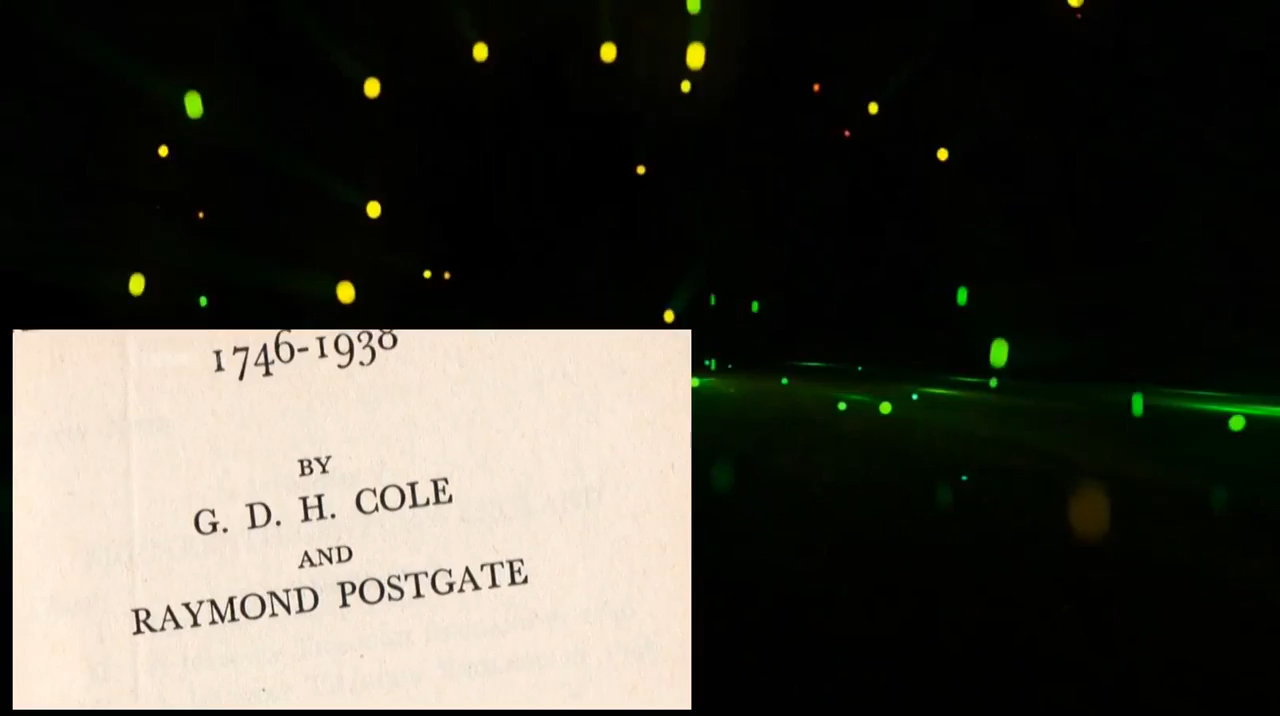 1746-1938
BY
G. D. H. COLE
AND
RAYMOND POSTGATE